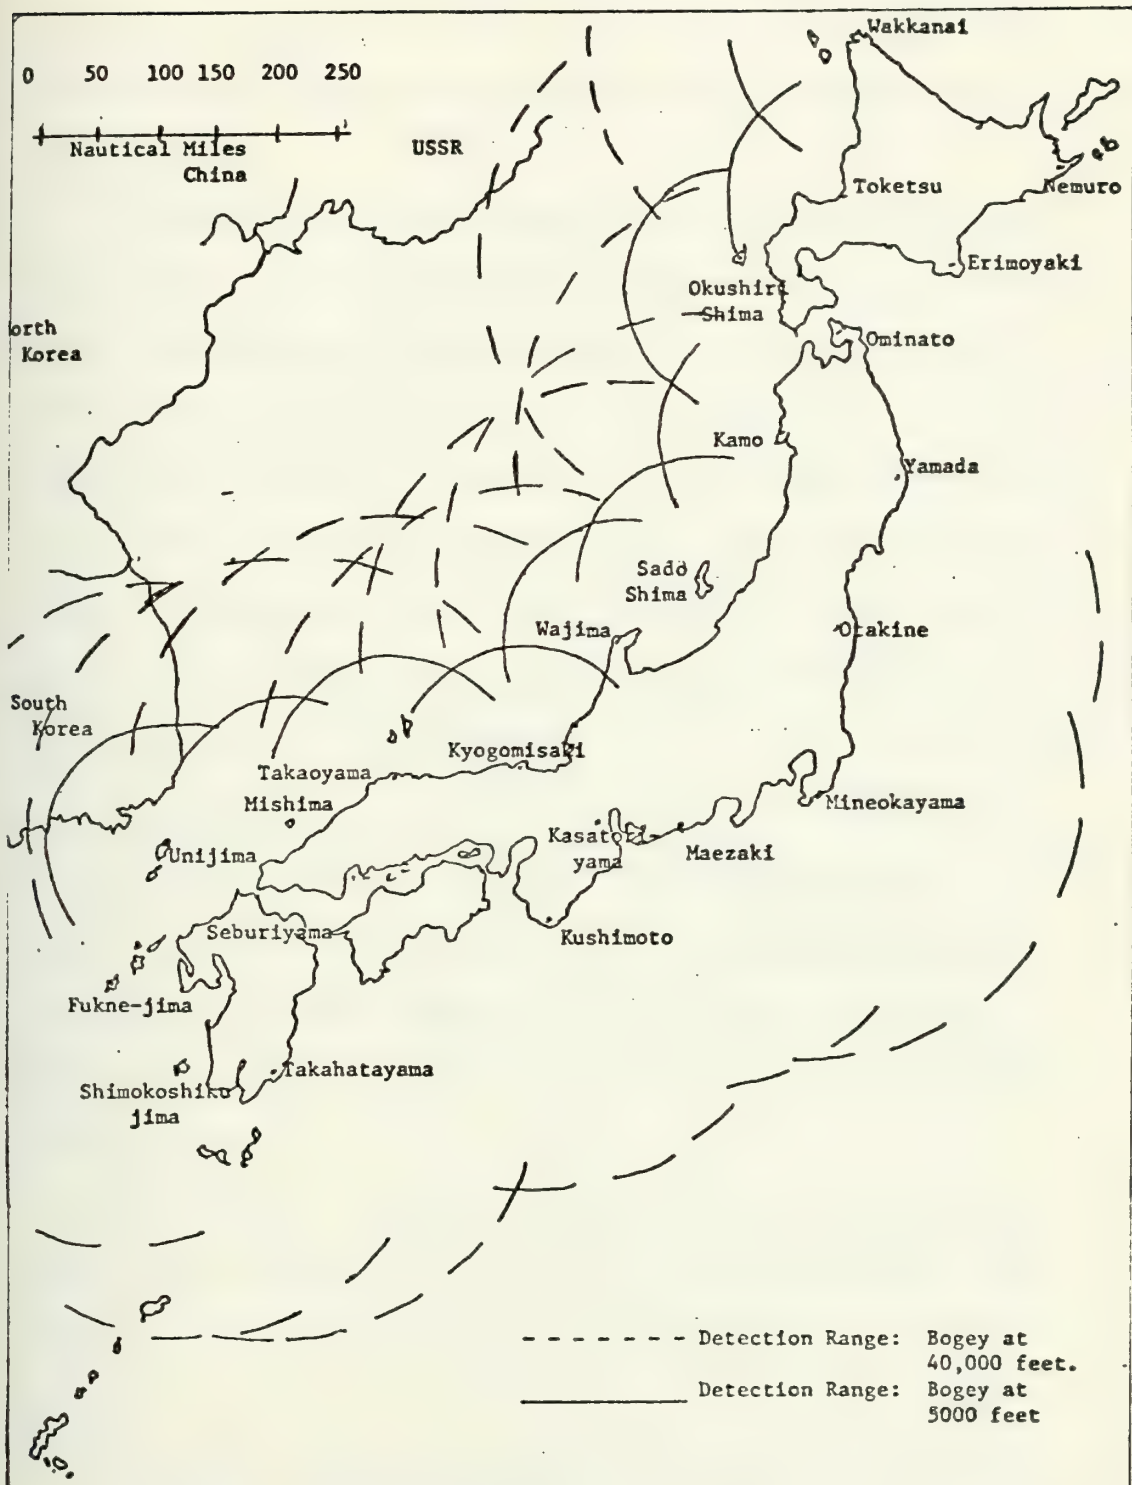 Wakkanai
0 50 100 150 200 250
Nautical Miles
China
USSR
Toketsu
Nemuro
Erimoyaki
Okushiri
Shima
orth
Korea
Ominato
Kamo
Yamada
Sado
Shima
Wajima
Otakine
South
Korea
Kyogomisaki
Takaoyama
Mishima
Mineokayama
Kasatori
yama
Maezaki
Unijima
Seburiyama
Kushimoto
Fukne-jima
Takahatayama
Shimokoshiko
jima
Detection Range: Bogey at
40,000 feet.
Detection Range: Bogey at
5000 feet